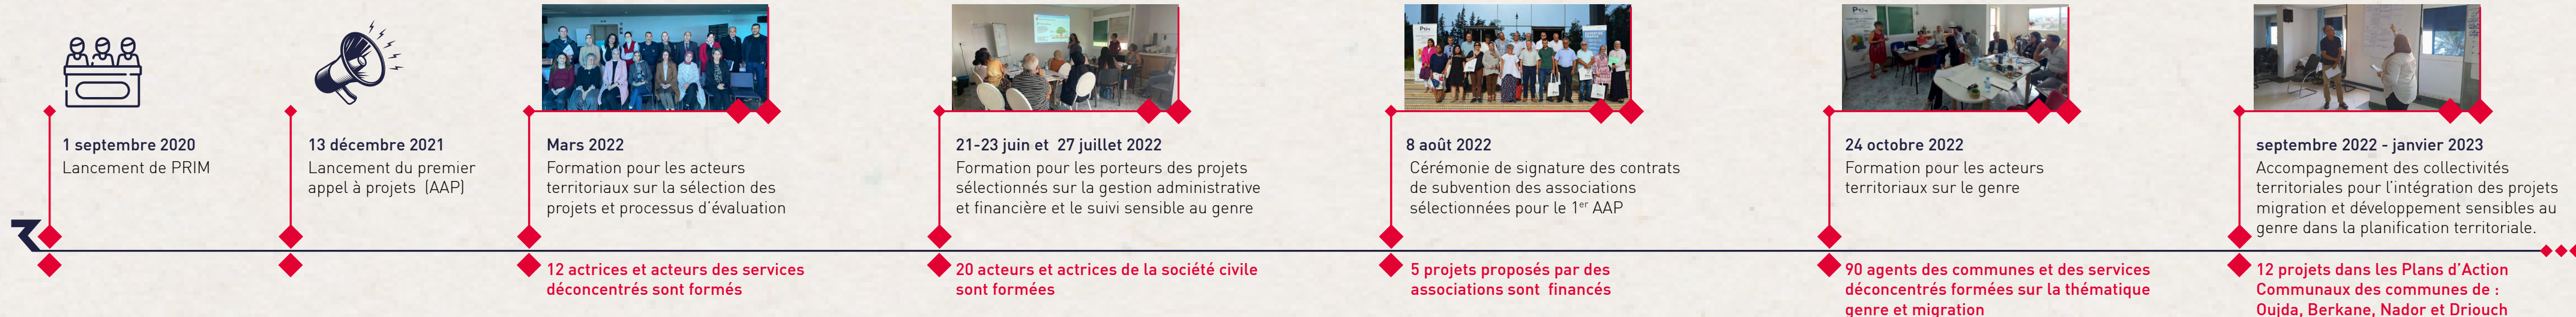 1 septembre 2020
Lancement de PRIM
13 décembre 2021
Lancement du premier
appel à projets (AAP)
Mars 2022
Formation pour les acteurs
territoriaux sur la sélection des
projets et processus d'évaluation
12 actrices et acteurs des services
déconcentrés sont formés
21-23 juin et 27 juillet 2022
Formation pour les porteurs des projets
sélectionnés sur la gestion administrative
et financière et le suivi sensible au genre
20 acteurs et actrices de la société civile
sont formées
8 août 2022
Cérémonie de signature des contrats
de subvention des associations
sélectionnées pour le 1er AAP
5 projets proposés par des
associations sont financés
24 octobre 2022
Formation pour les acteurs
territoriaux sur le genre
90 agents des communes et des services
déconcentrés formées sur la thématique
genre et migration
septembre 2022 - janvier 2023
Accompagnement des collectivités
territoriales pour l'intégration des projets
migration et développement sensibles au
genre dans la planification territoriale.
12 projets dans les Plans d'Action
Communaux des communes de :
Oujda, Berkane, Nador et Driouch